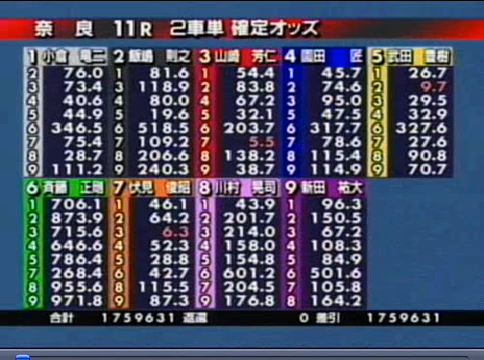 奈良 11R 2車単 確定オッズ
1 小倉 竜二 2 飯嶋 則之 3 山崎 芳仁 4 園田 匠 5 武田 豊樹
2 76.0 1 81.6 1 54.4 1 45.7 1 26.7
3 73.4 3 118.9 2 83.8 2 74.6 2 9.7
4 40.6 4 80.0 4 67.2 3 95.0 3 29.5
5 44.9 5 19.6 5 32.1 5 47.5 4 32.9
6 346.5 6 518.5 6 203.7 6 317.7 6 327.6
7 75.4 7 109.2 7 5.5 7 78.6 7 27.6
8 28.7 8 206.6 8 138.2 8 115.4 8 90.8
9 111.2 9 240.3 9 38.7 9 114.9 9 70.7
6 斉藤 正剛 7 伏見 俊昭 8 川村 晃司 9 新田 祐大
1 706.1 1 46.1 1 43.9 1 96.3
2 873.9 2 64.2 2 201.7 2 150.5
3 715.6 3 6.3 3 214.0 3 67.2
4 646.6 4 52.3 4 158.0 4 108.3
5 786.4 5 28.8 5 154.8 5 84.9
7 268.4 6 42.7 6 601.2 6 501.6
8 955.6 8 115.5 7 204.5 7 105.8
9 971.8 9 87.3 9 176.8 8 164.2
合計 1759631 返還 0 差引 1759631